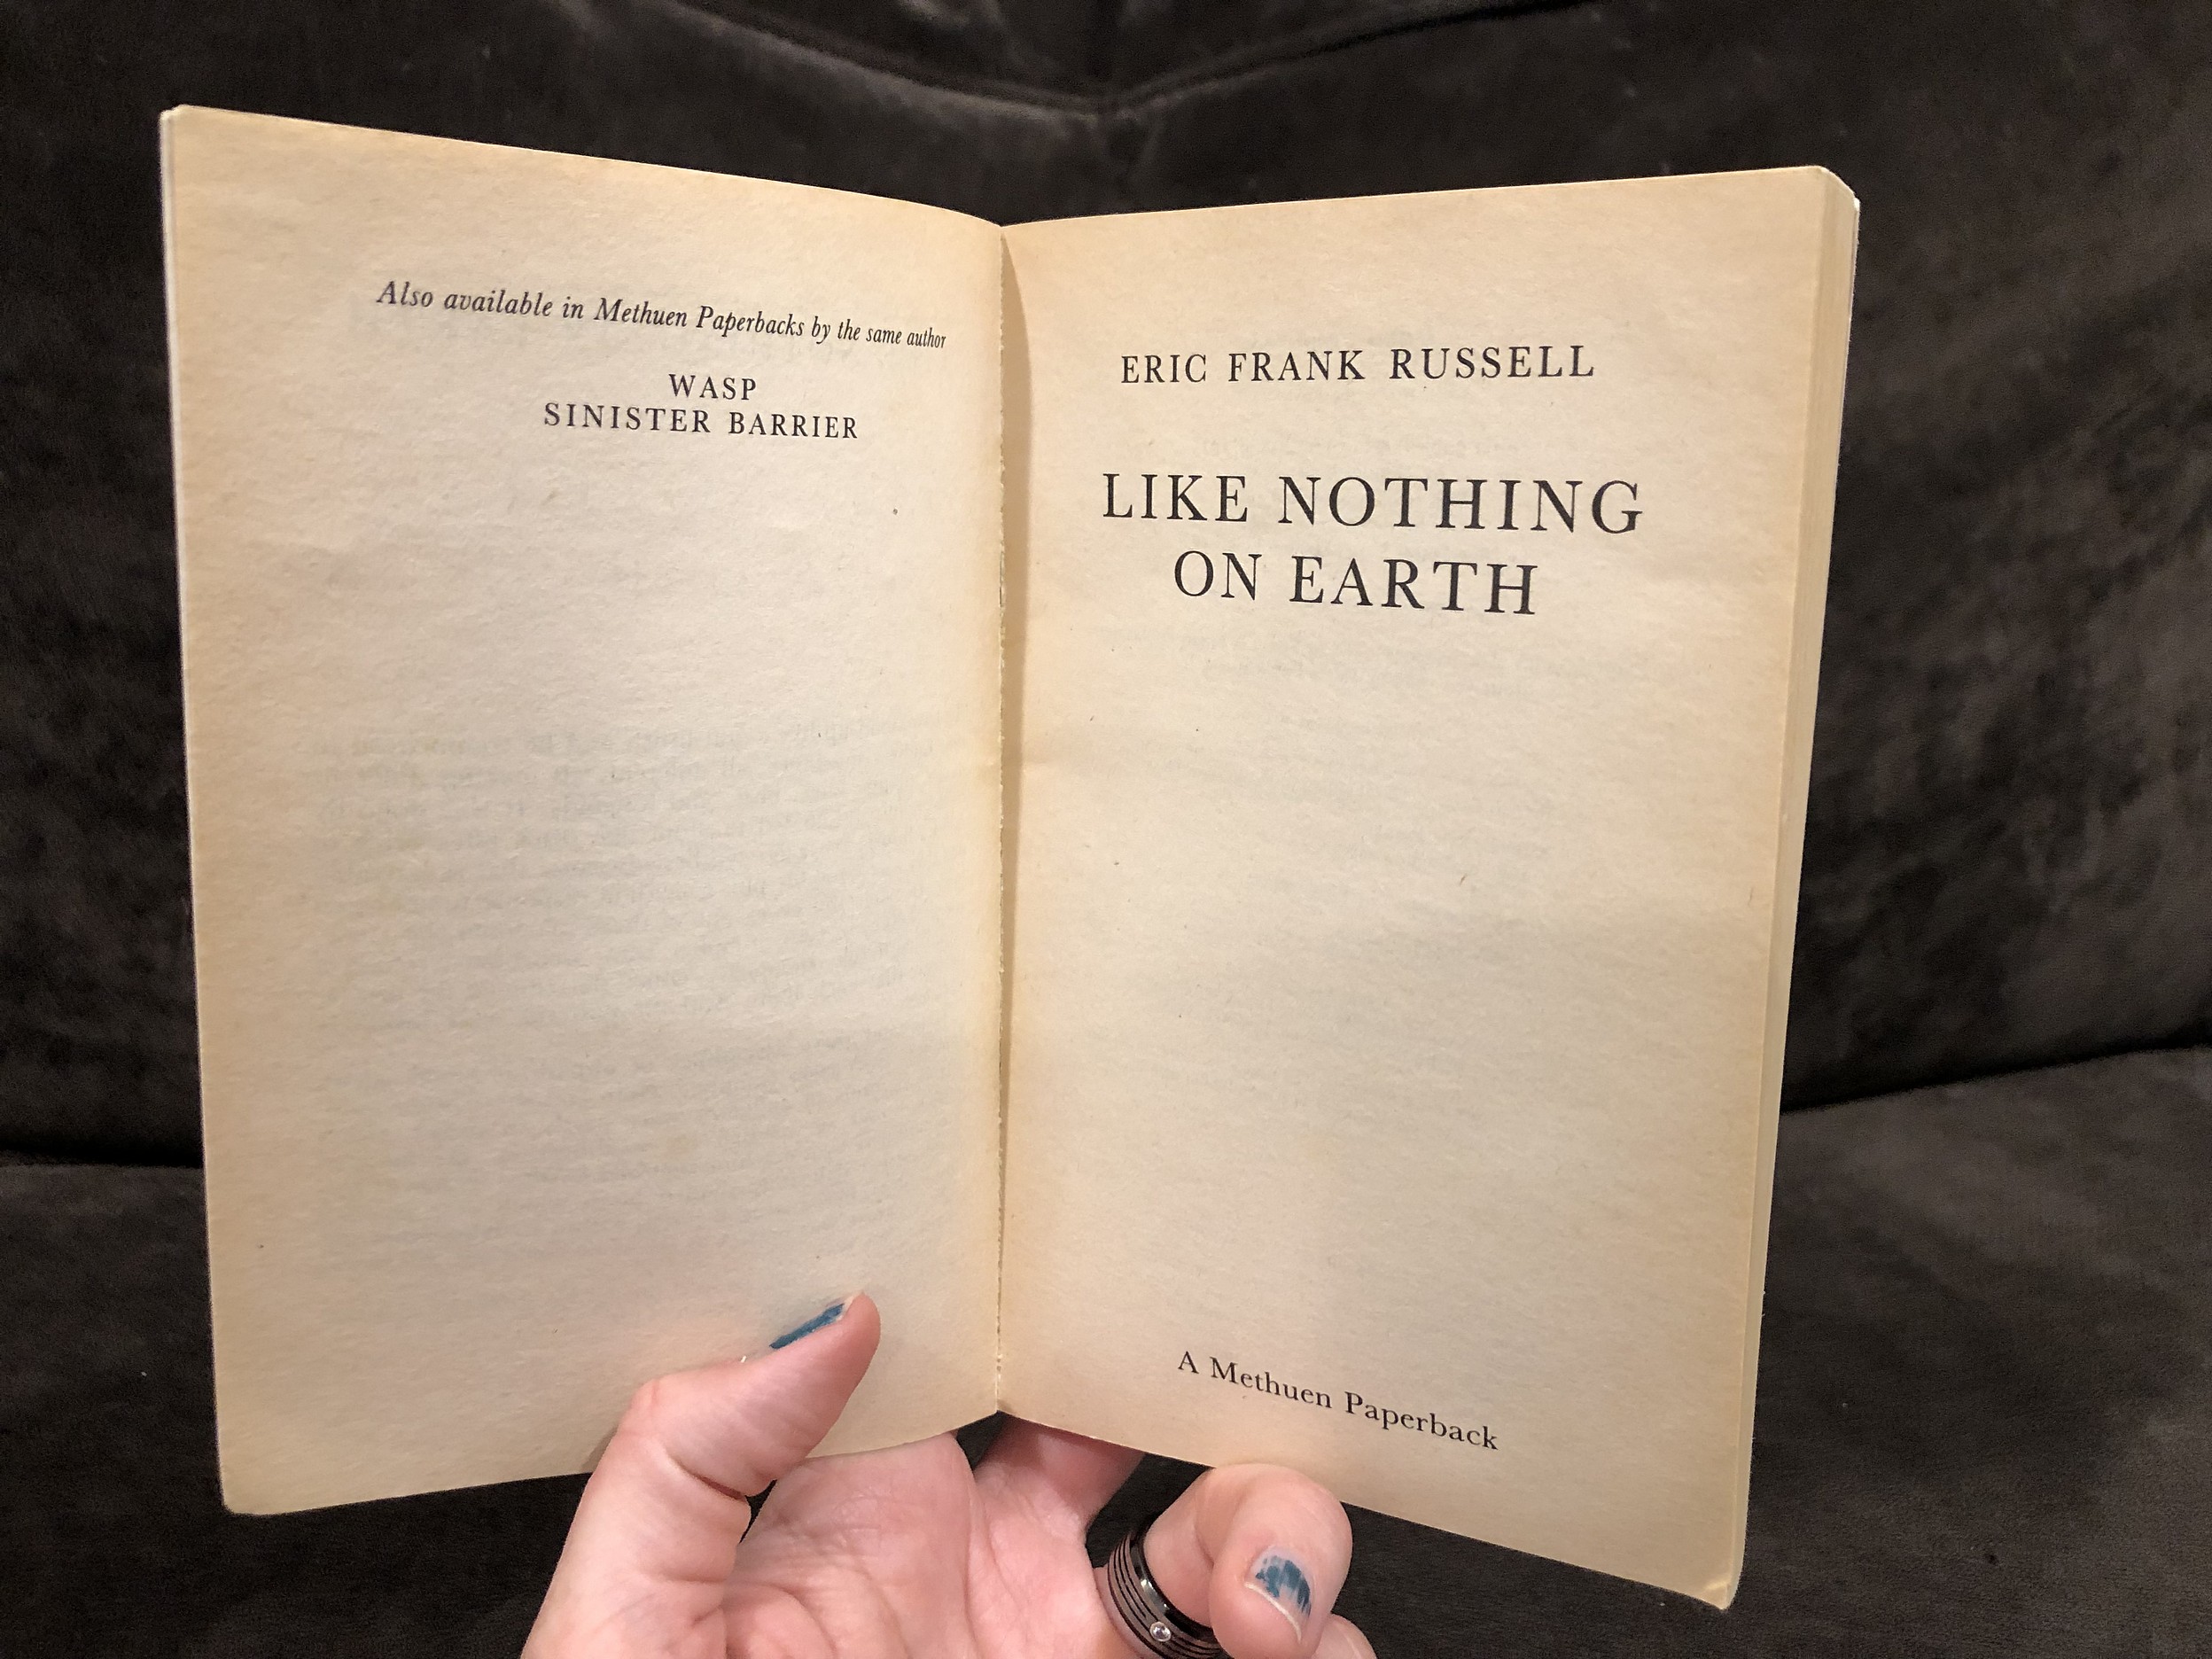 Also available in Methuen Paperbacks by the same author
WASP
SINISTER BARRIER
ERIC FRANK RUSSELL
LIKE NOTHING
ON EARTH
A Methuen Paperback